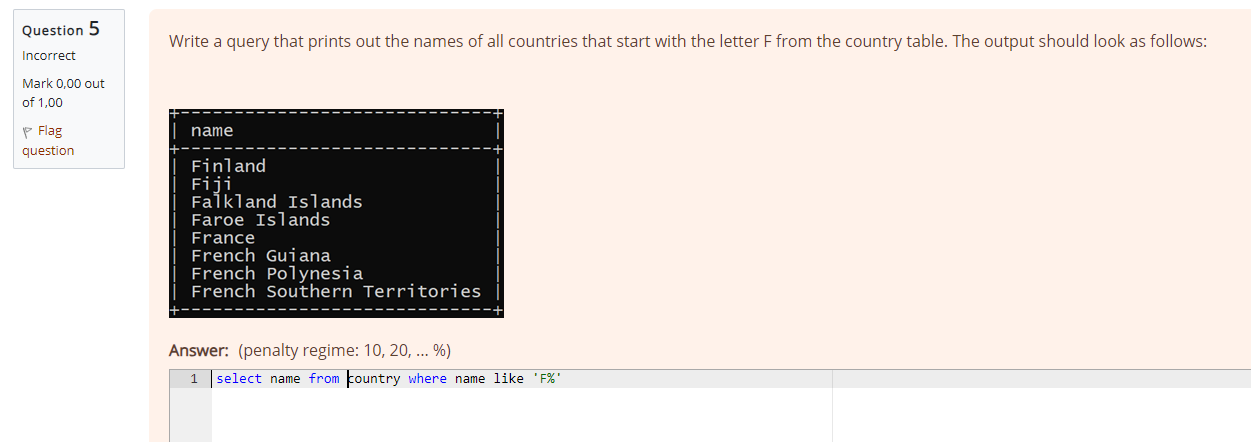 Question 5
Incorrect
Mark 0,00 out
of 1,00
Flag
question
Write a query that prints out the names of all countries that start with the letter F from the country table. The output should look as follows:
+------------------------------+
| name                         |
+------------------------------+
| Finland                      |
| Fiji                         |
| Falkland Islands             |
| Faroe Islands                |
| France                       |
| French Guiana                |
| French Polynesia             |
| French Southern Territories |
+------------------------------+
Answer: (penalty regime: 10, 20, ... %)
1 select name from country where name like 'F%'